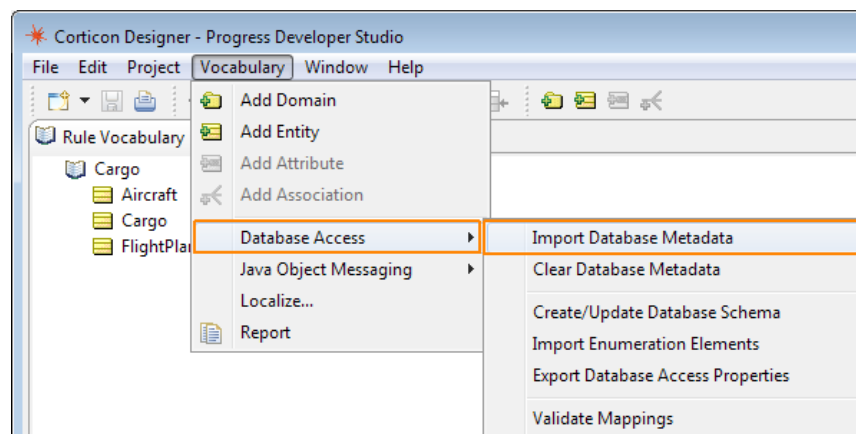 Corticon Designer - Progress Developer Studio
File Edit Project Vocabulary Window Help
Rule Vocabulary
Cargo
Aircraft
Cargo
FlightPla
Add Domain
Add Entity
Add Attribute
Add Association
Database Access
Java Object Messaging
Localize...
Report
Import Database Metadata
Clear Database Metadata
Create/Update Database Schema
Import Enumeration Elements
Export Database Access Properties
Validate Mappings